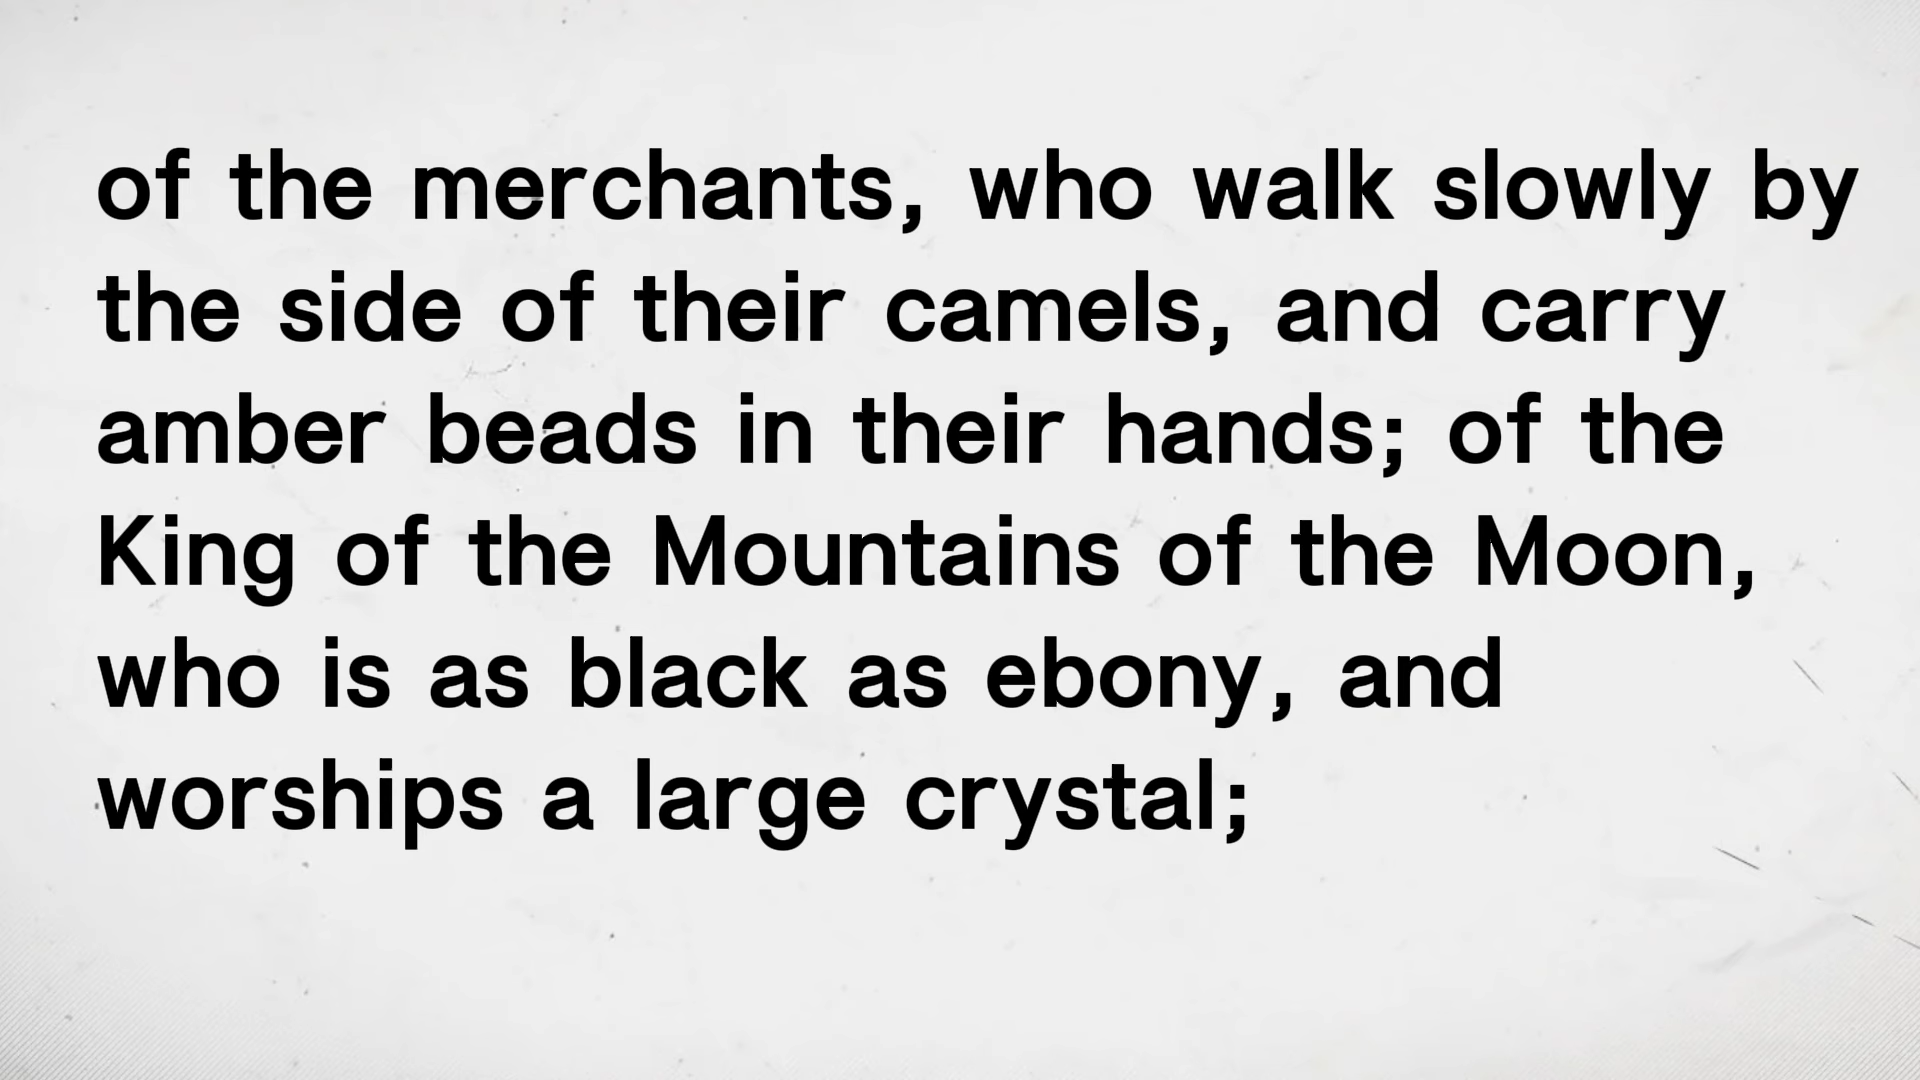 of the merchants, who walk slowly by
the side of their camels, and carry
amber beads in their hands; of the
King of the Mountains of the Moon,
who is as black as ebony, and
worships a large crystal;